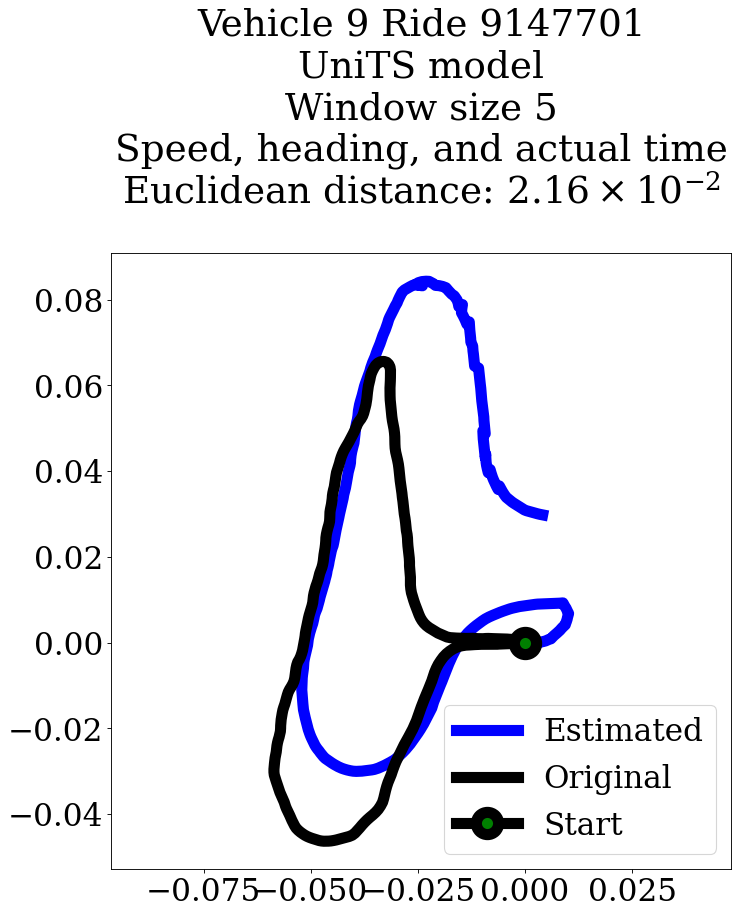 Vehicle 9 Ride 9147701
UniTS model
Window size 5
Speed, heading, and actual time
Euclidean distance: 2.16 × 10⁻²
0.08
0.06
0.04
0.02
0.00
−0.02
−0.04
Estimated
Original
Start
−0.075 −0.050 −0.025 0.000 0.025